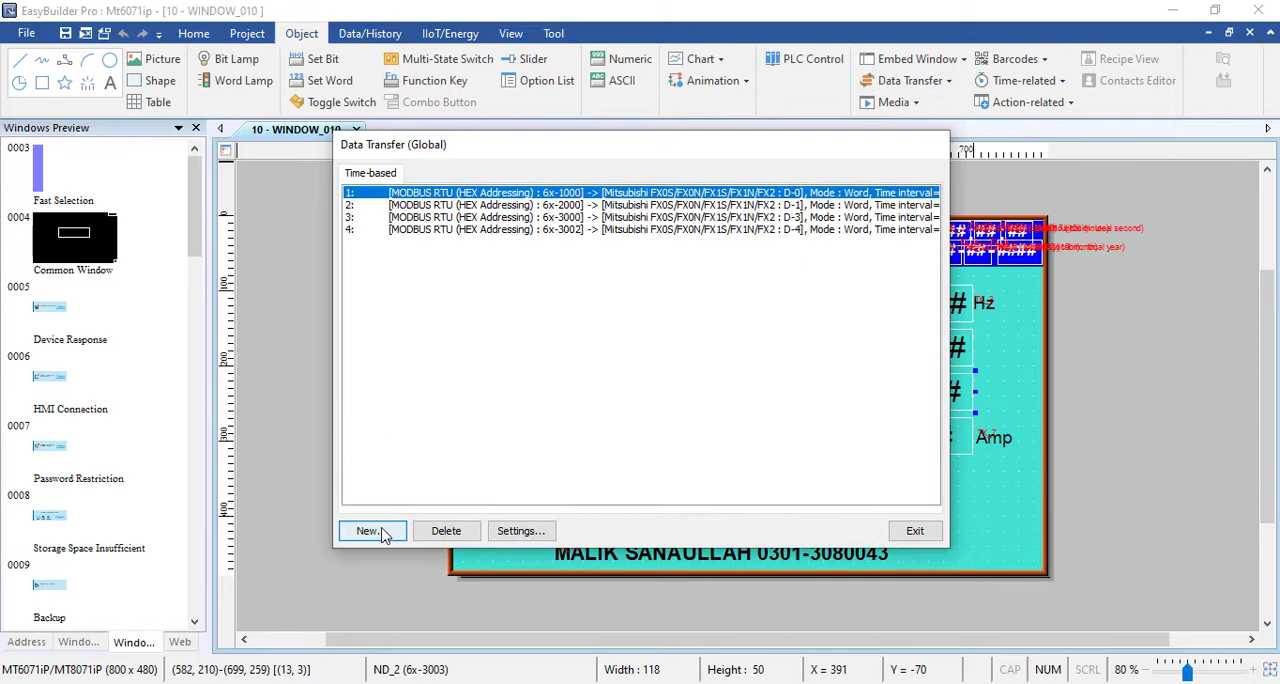 EasyBuilder Pro : Mt6071ip - [10 - WINDOW_010 ]
File Home Project Object Data/History IIoT/Energy View Tool
Picture Bit Lamp Set Bit Multi-State Switch Slider Numeric Chart PLC Control Embed Window Barcodes Recipe View
Shape Word Lamp Set Word Function Key Option List ASCII Animation Data Transfer Time-related Contacts Editor
Table Toggle Switch Combo Button Media Action-related
Windows Preview
10 - WINDOW_010
0003
Fast Selection
0004
Common Window
0005
Device Response
0006
HMI Connection
0007
Password Restriction
0008
Storage Space Insufficient
0009
Backup
Data Transfer (Global)
Time-based
1: [MODBUS RTU (HEX Addressing) : 6x-1000] -> [Mitsubishi FX0S/FX0N/FX1S/FX1N/FX2 : D-0], Mode : Word, Time interval=
2: [MODBUS RTU (HEX Addressing) : 6x-2000] -> [Mitsubishi FX0S/FX0N/FX1S/FX1N/FX2 : D-1], Mode : Word, Time interval=
3: [MODBUS RTU (HEX Addressing) : 6x-3000] -> [Mitsubishi FX0S/FX0N/FX1S/FX1N/FX2 : D-3], Mode : Word, Time interval=
4: [MODBUS RTU (HEX Addressing) : 6x-3002] -> [Mitsubishi FX0S/FX0N/FX1S/FX1N/FX2 : D-4], Mode : Word, Time interval=
New... Delete Settings... Exit
700
0
100
200
300
400
## ## ##
## - ## - ####
# Hz
#
#
Amp
MALIK SANAULLAH 0301-3080043
Address Windo... Windo... Web
MT6071iP/MT8071iP (800 x 480) (582, 210)-(699, 259) [(13, 3)] ND_2 (6x-3003) Width : 118 Height : 50 X = 391 Y = -70 CAP NUM SCRL 80 %